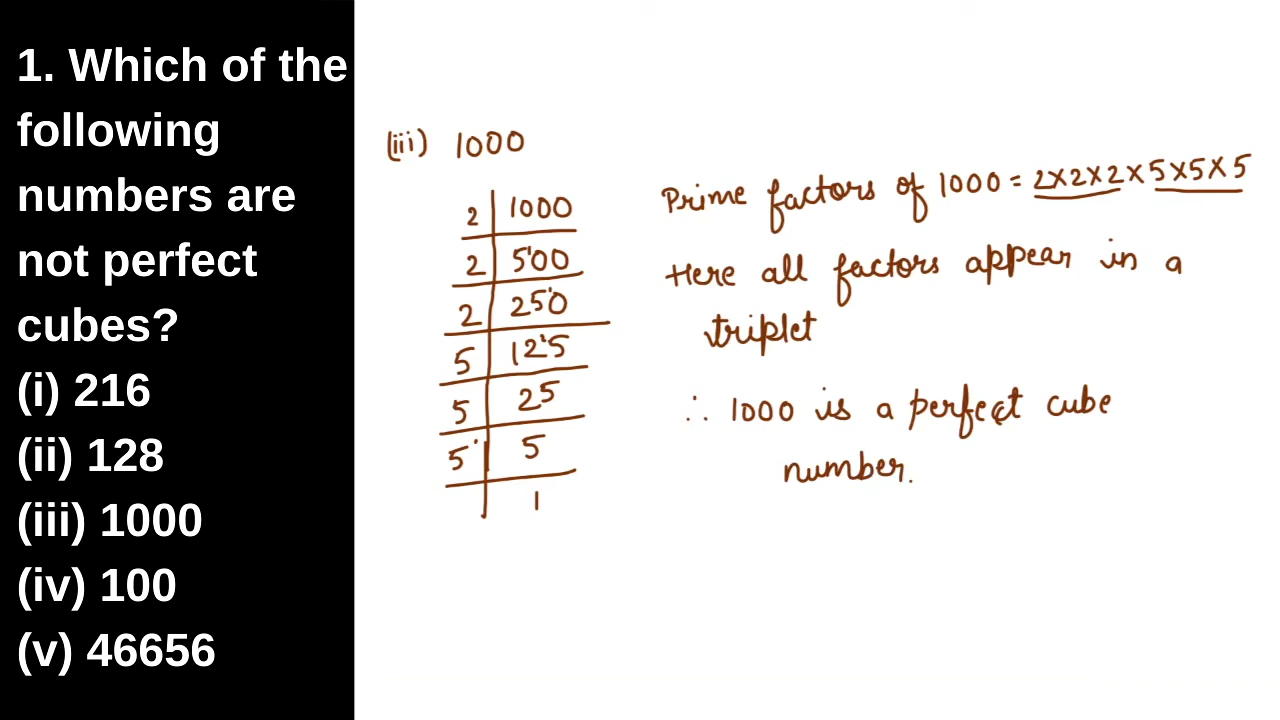 1. Which of the
following
numbers are
not perfect
cubes?
(i) 216
(ii) 128
(iii) 1000
(iv) 100
(v) 46656
(iii) 1000
2 | 1000
2 | 500
2 | 250
5 | 125
5 | 25
5 | 5
1
Prime factors of 1000 = 2×2×2×5×5×5
Here all factors appear in a
triplet
∴ 1000 is a perfect cube
number.